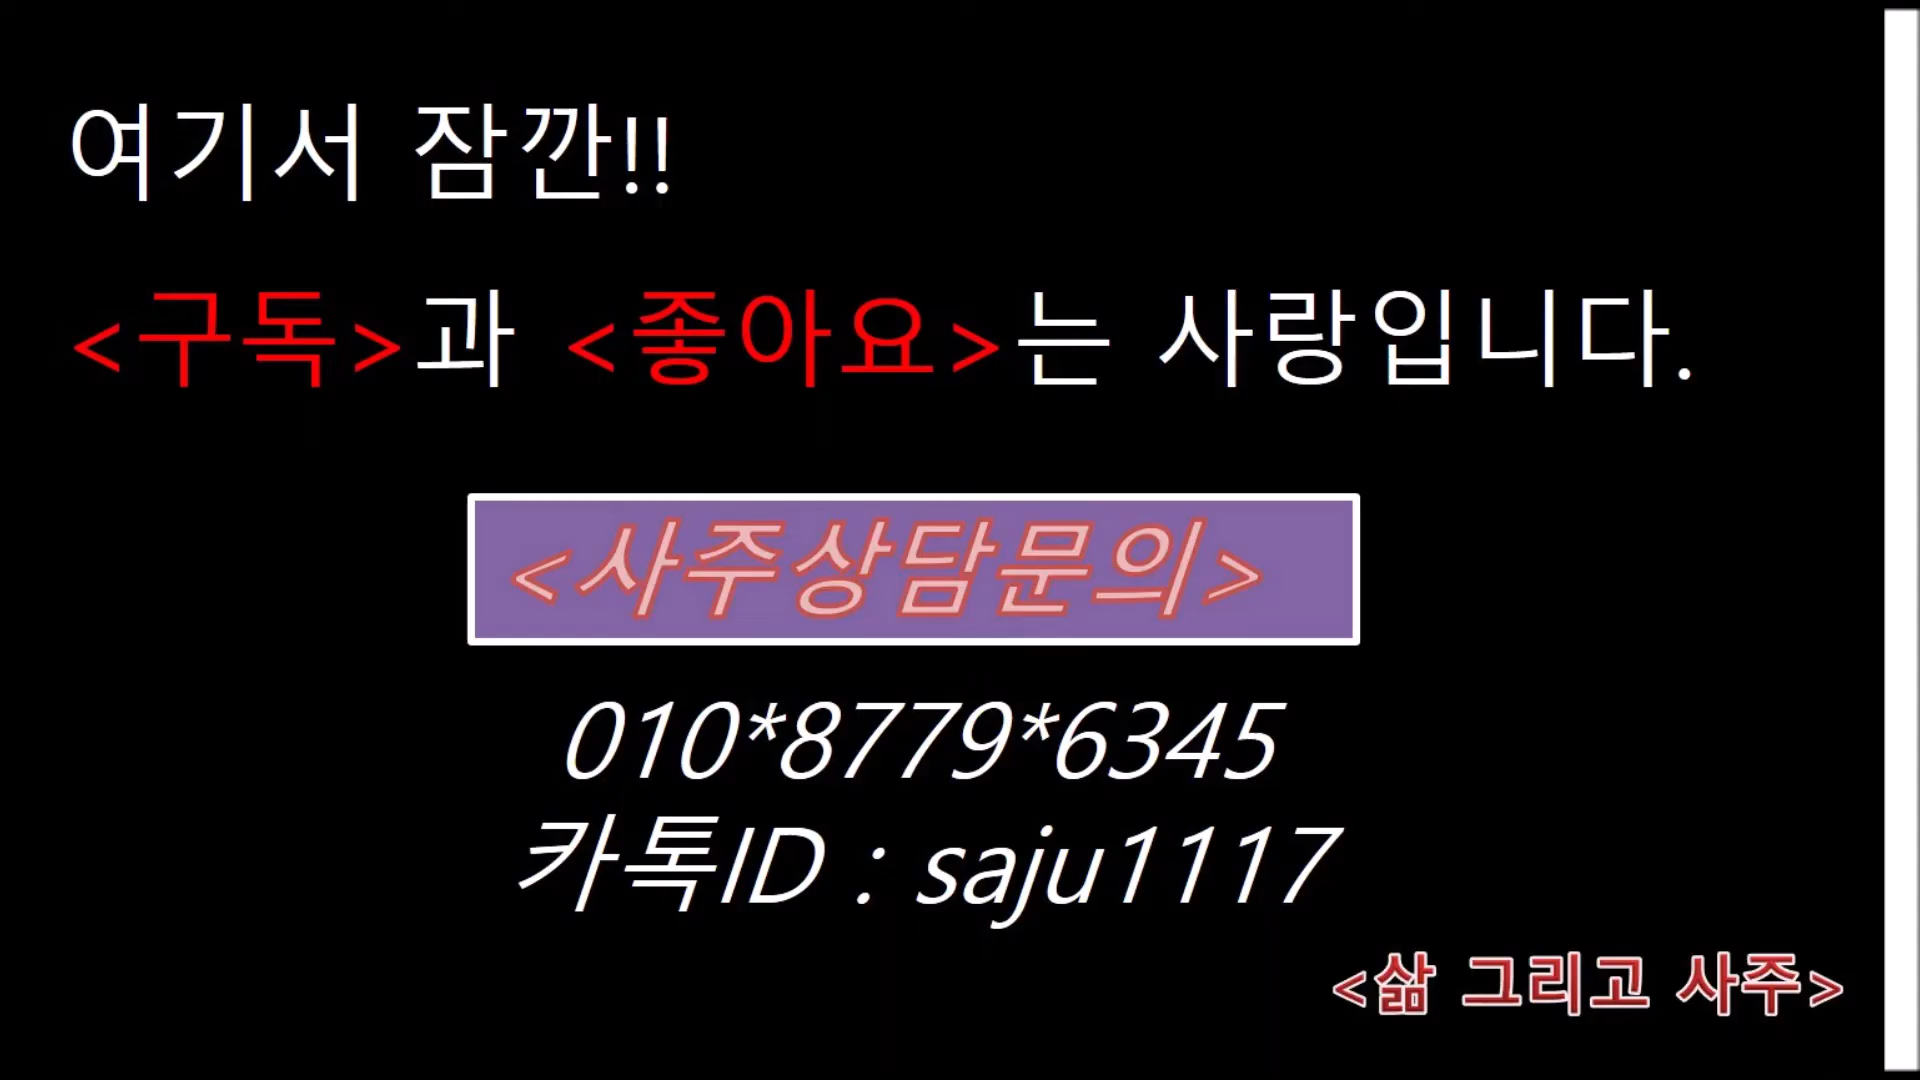 여기서 잠깐!!
<구독>과 <좋아요>는 사랑입니다.
<사주상담문의>
010*8779*6345
카톡ID : saju1117
<삶 그리고 사주>